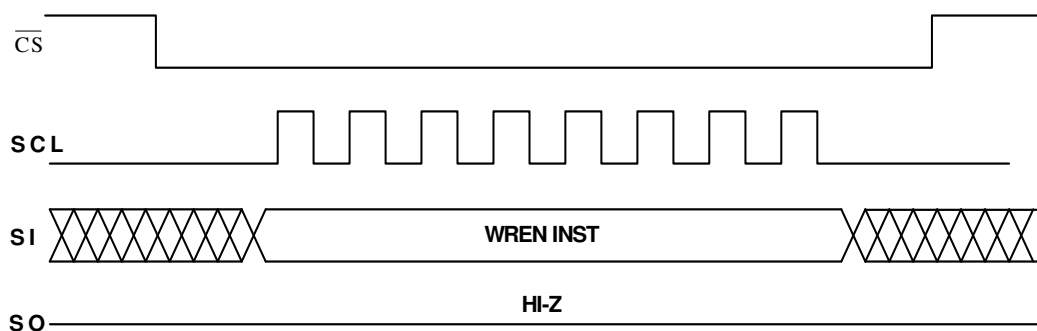 CS
SCL
SI
WREN INST
HI-Z
SO